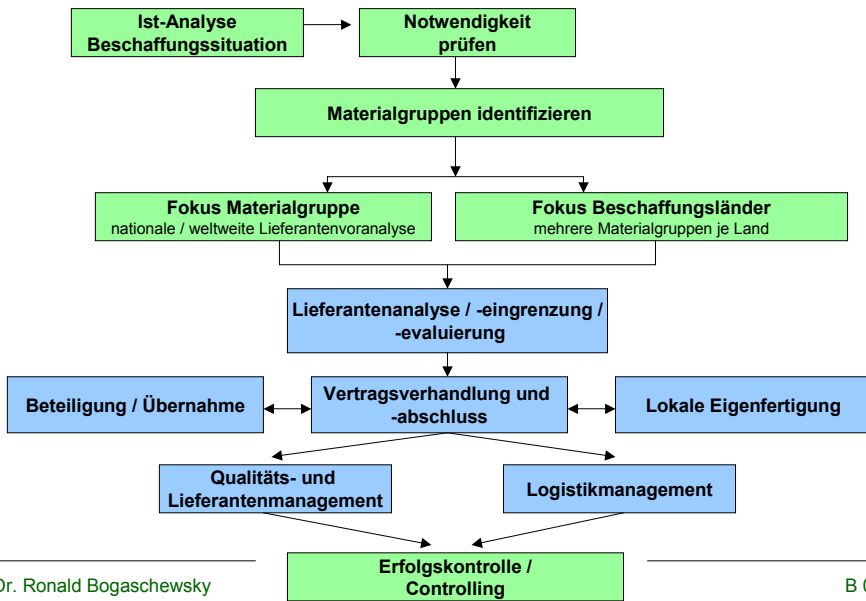 Ist-Analyse
Beschaffungssituation
Notwendigkeit
prüfen
Materialgruppen identifizieren
Fokus Materialgruppe
nationale / weltweite Lieferantenvoranalyse
Fokus Beschaffungsländer
mehrere Materialgruppen je Land
Lieferantenanalyse / -eingrenzung /
-evaluierung
Beteiligung / Übernahme
Vertragsverhandlung und
-abschluss
Lokale Eigenfertigung
Qualitäts- und
Lieferantenmanagement
Logistikmanagement
Erfolgskontrolle /
Controlling
Dr. Ronald Bogaschewsky
B